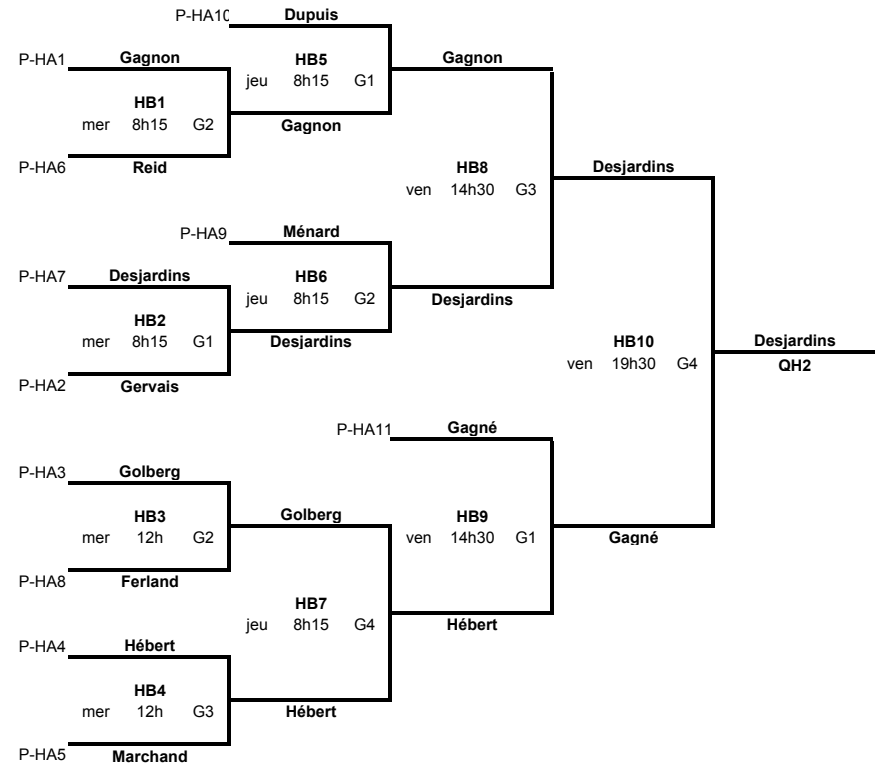 P-HA10 Dupuis
P-HA1 Gagnon HB5 Gagnon
jeu 8h15 G1
HB1
mer 8h15 G2 Gagnon
P-HA6 Reid HB8 Desjardins
ven 14h30 G3
P-HA9 Ménard
P-HA7 Desjardins HB6
jeu 8h15 G2 Desjardins
HB2
mer 8h15 G1 Desjardins HB10 Desjardins
ven 19h30 G4 QH2
P-HA2 Gervais
P-HA11 Gagné
P-HA3 Golberg
HB3 Golberg HB9
mer 12h G2 ven 14h30 G1 Gagné
P-HA8 Ferland
HB7
jeu 8h15 G4 Hébert
P-HA4 Hébert
HB4
mer 12h G3 Hébert
P-HA5 Marchand